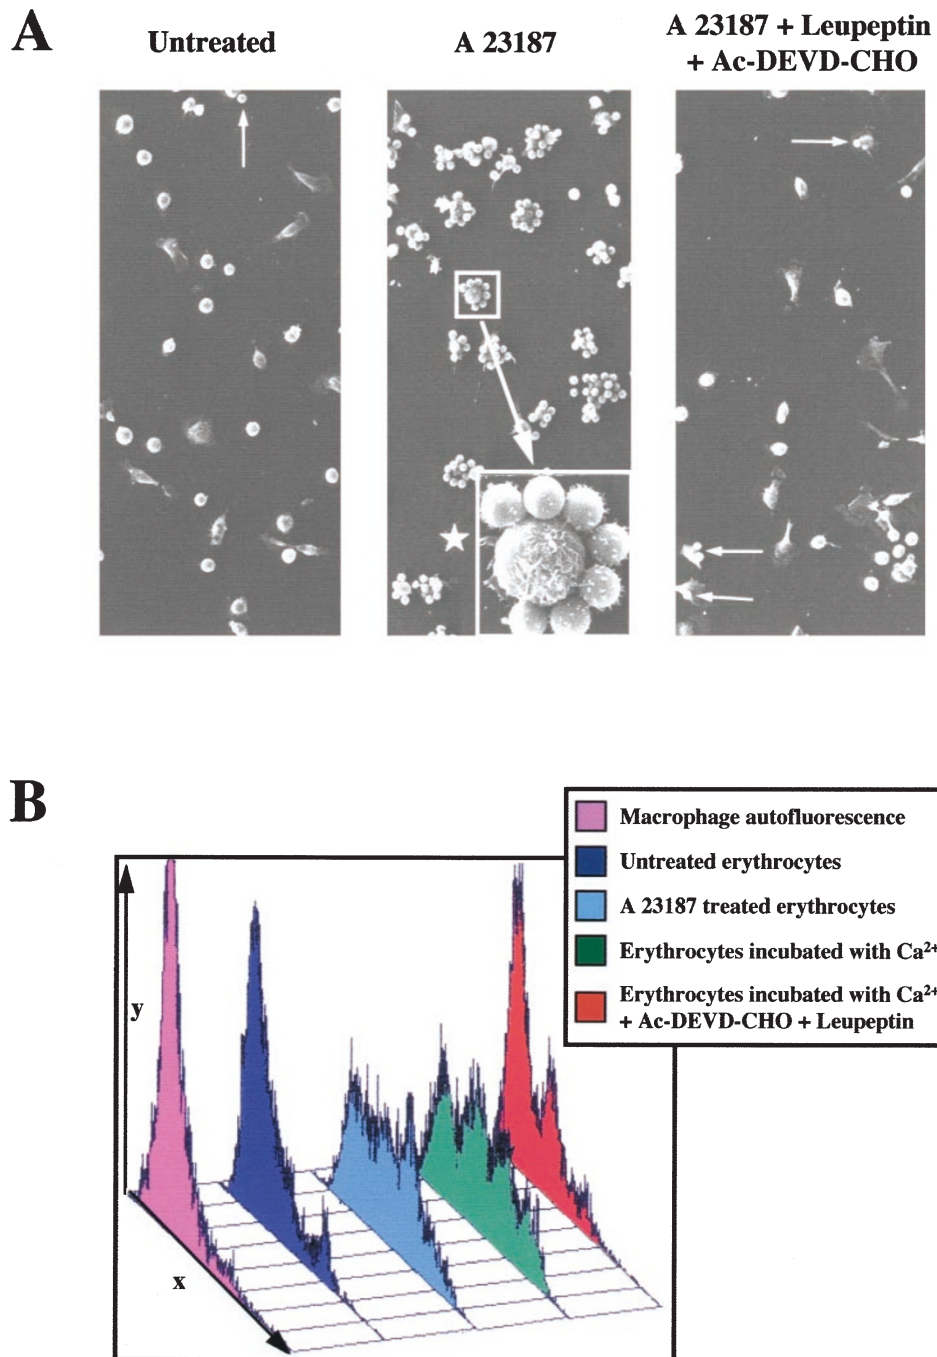 A
Untreated
A 23187
A 23187 + Leupeptin
+ Ac-DEVD-CHO
B
Macrophage autofluorescence
Untreated erythrocytes
A 23187 treated erythrocytes
Erythrocytes incubated with Ca²⁺
Erythrocytes incubated with Ca²⁺
+ Ac-DEVD-CHO + Leupeptin
y
x